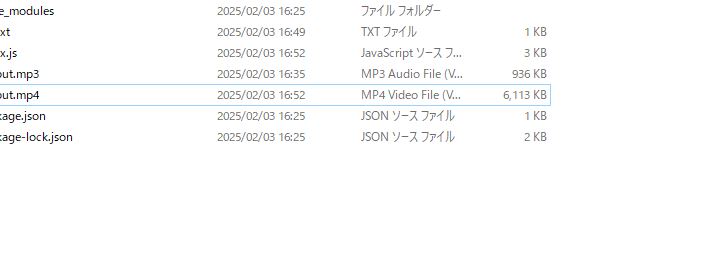 e_modules 2025/02/03 16:25 ファイル フォルダー
xt 2025/02/03 16:49 TXT ファイル 1 KB
x.js 2025/02/03 16:52 JavaScript ソース フ... 3 KB
put.mp3 2025/02/03 16:35 MP3 Audio File (V... 936 KB
put.mp4 2025/02/03 16:52 MP4 Video File (V... 6,113 KB
kage.json 2025/02/03 16:25 JSON ソース ファイル 1 KB
kage-lock.json 2025/02/03 16:25 JSON ソース ファイル 2 KB